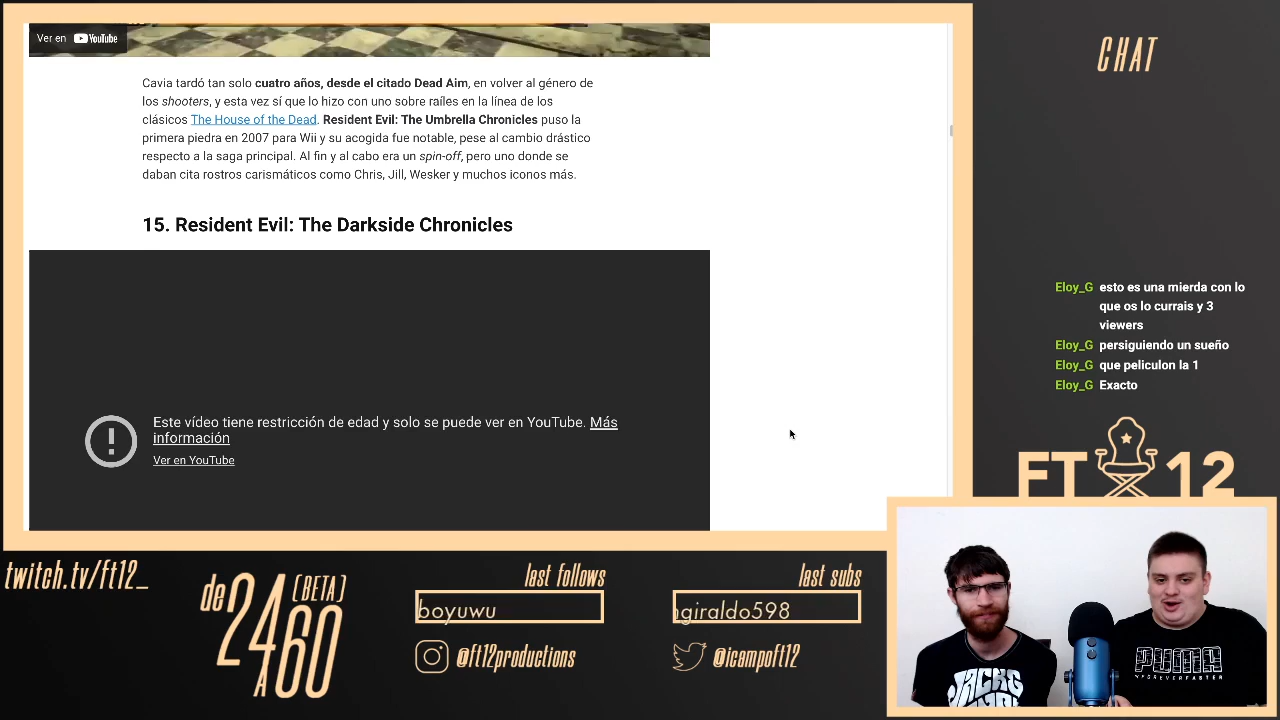 Ver en YouTube
Cavia tardó tan solo cuatro años, desde el citado Dead Aim, en volver al género de
los shooters, y esta vez sí que lo hizo con uno sobre raíles en la línea de los
clásicos The House of the Dead. Resident Evil: The Umbrella Chronicles puso la
primera piedra en 2007 para Wii y su acogida fue notable, pese al cambio drástico
respecto a la saga principal. Al fin y al cabo era un spin-off, pero uno donde se
daban cita rostros carismáticos como Chris, Jill, Wesker y muchos iconos más.
15. Resident Evil: The Darkside Chronicles
Este vídeo tiene restricción de edad y solo se puede ver en YouTube. Más
información
Ver en YouTube
CHAT
Eloy_G esto es una mierda con lo
que os lo currais y 3
viewers
Eloy_G persiguiendo un sueño
Eloy_G que peliculon la 1
Eloy_G Exacto
FT 12
twitch.tv/ft12_
de 24 A 60 (BETA)
last follows
boyuwu
@ft12productions
last subs
giraldo598
@icampoft12
PUMA
#FOREVERFASTER